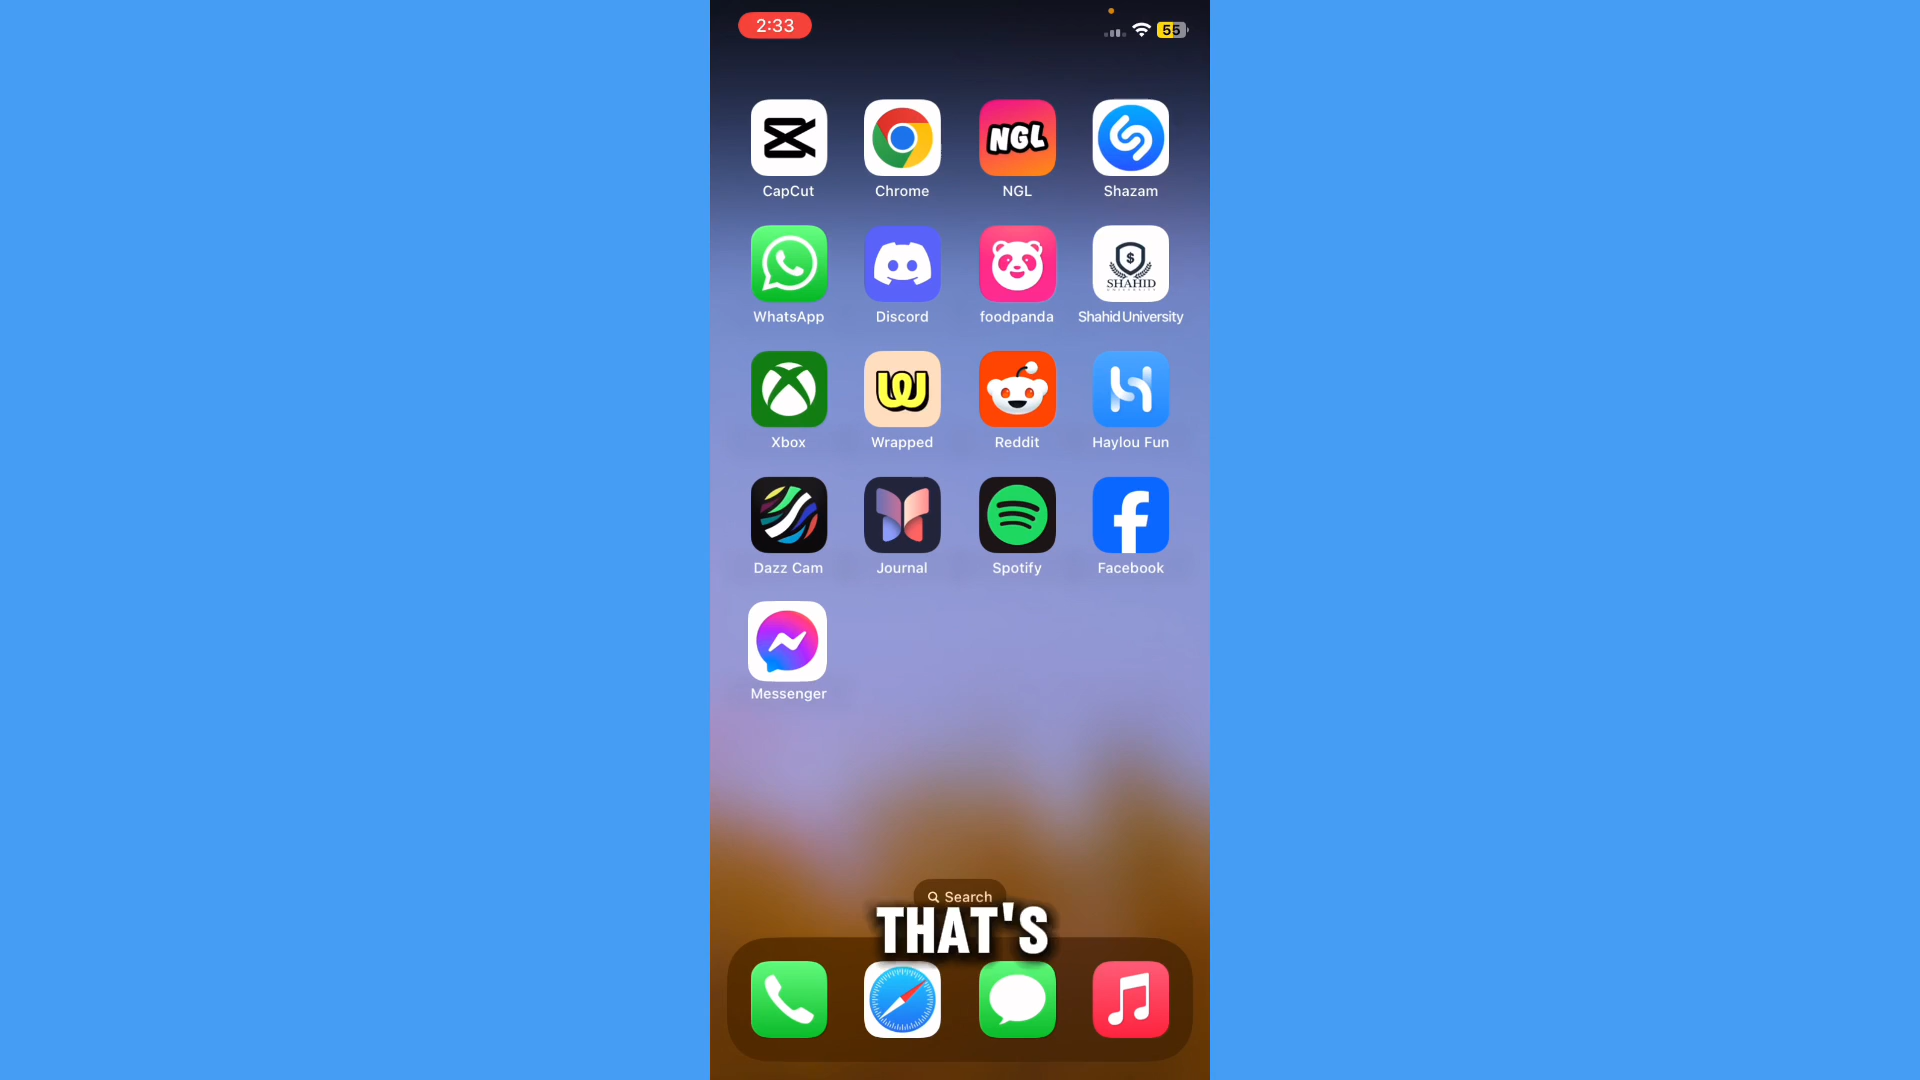 2:33
55
NGL
CapCut Chrome NGL Shazam
$
SHAHID
WhatsApp Discord foodpanda Shahid University
W
Xbox Wrapped Reddit Haylou Fun
Dazz Cam Journal Spotify Facebook
Messenger
Search
THAT'S